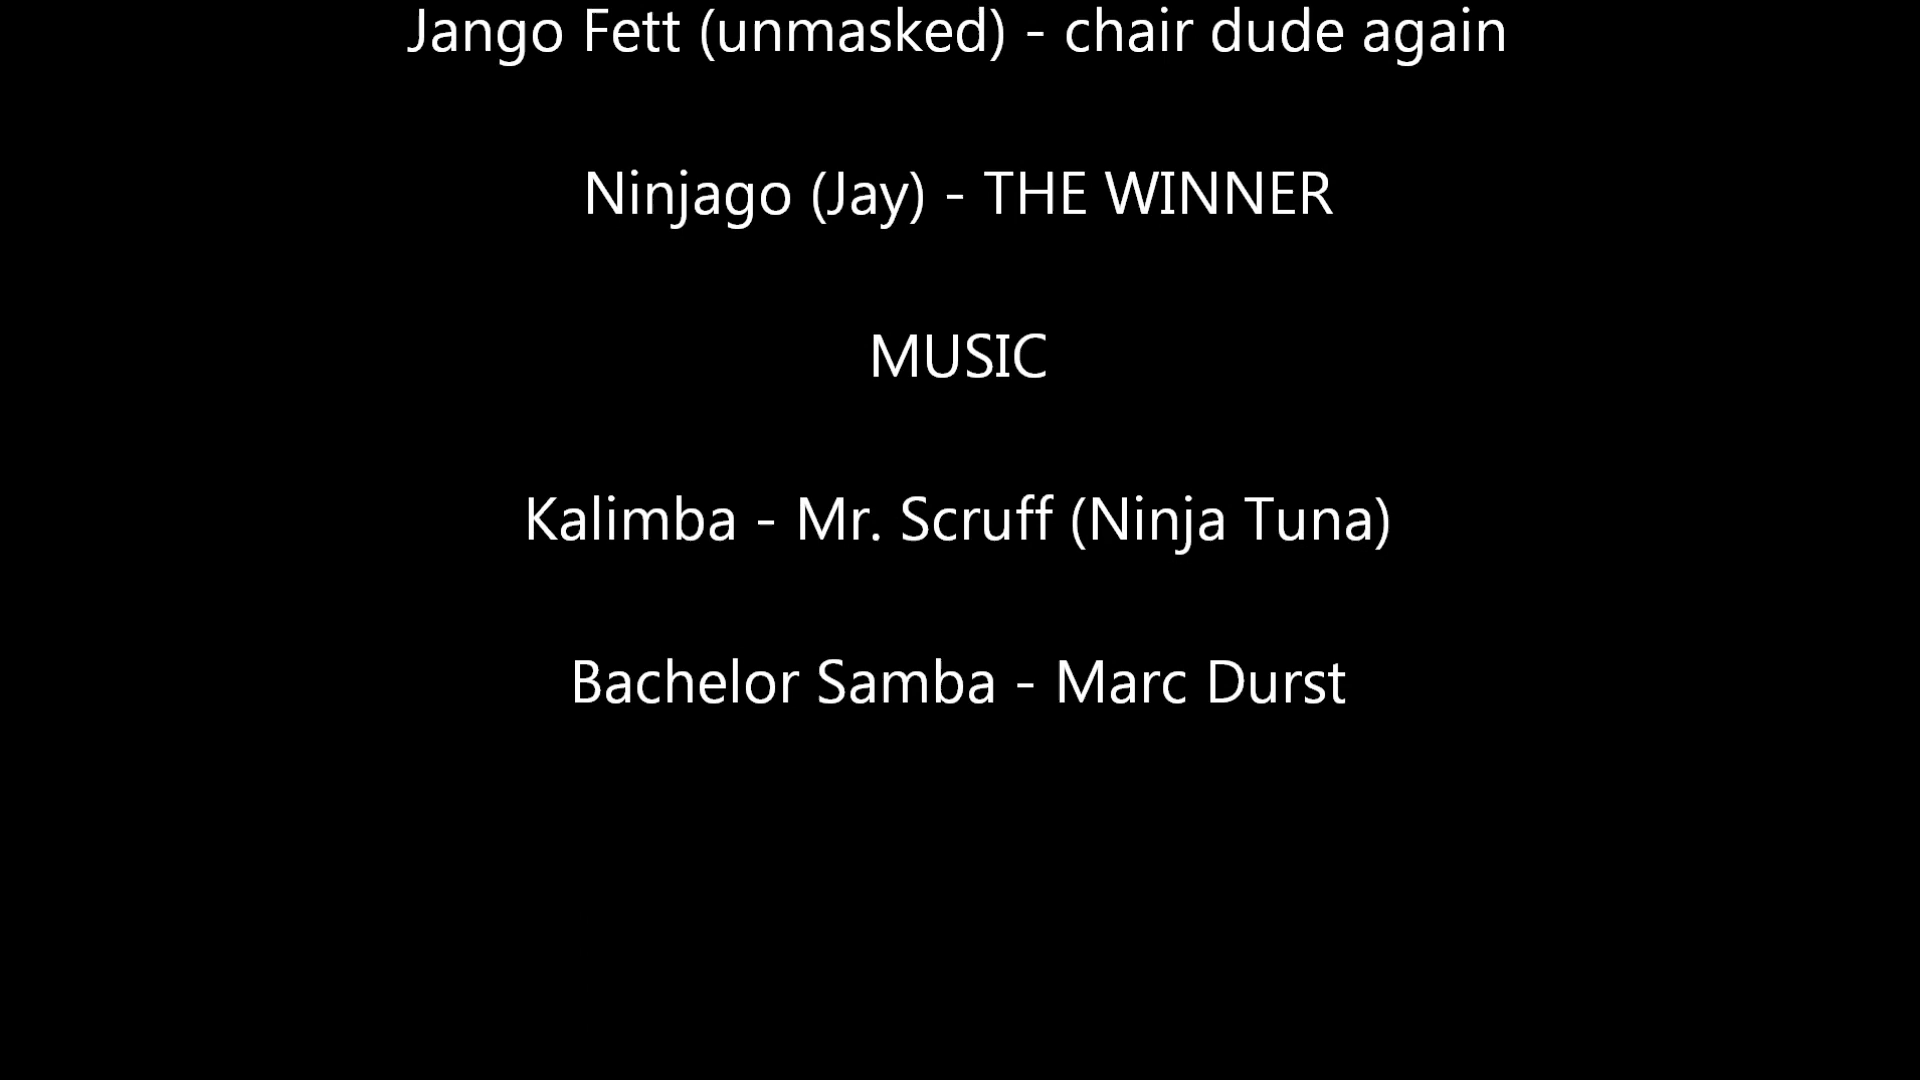 Jango Fett (unmasked) - chair dude again
Ninjago (Jay) - THE WINNER
MUSIC
Kalimba - Mr. Scruff (Ninja Tuna)
Bachelor Samba - Marc Durst